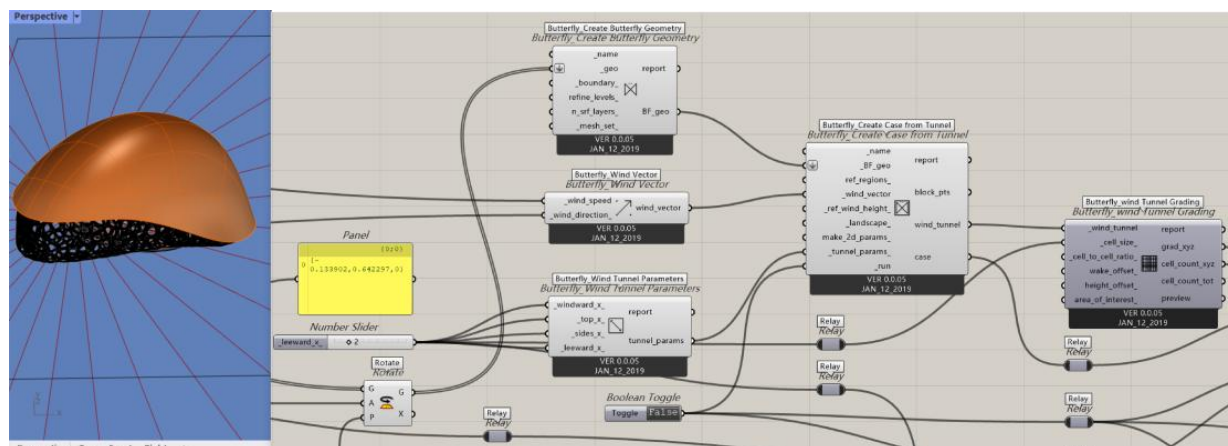 Perspective
Butterfly_Create Butterfly Geometry
Butterfly_Create Butterfly Geometry
_name
_geo
_boundary_
refine_levels_
n_srf_layers_
_mesh_set_
report
BF_geo
VER 0.0.05
JAN_12_2019
Butterfly_Wind Vector
Butterfly_Wind Vector
_wind_speed
_wind_direction_
wind_vector
Panel
{0;0}
0
{-
0.133902,0.642297,0}
Butterfly_Wind Tunnel Parameters
Butterfly_Wind Tunnel Parameters
_windward_x_
_top_x_
_sides_x_
_leeward_x_
report
tunnel_params
VER 0.0.05
JAN_12_2019
Number Slider
_leeward_x_
2
Rotate
Rotate
G
A
P
G
X
Relay
Relay
Boolean Toggle
Toggle
False
Butterfly_Create Case from Tunnel
Butterfly_Create Case from Tunnel
_name
_BF_geo
ref_regions_
_wind_vector
_ref_wind_height_
_landscape_
make_2d_params_
_tunnel_params_
_run
report
block_pts
wind_tunnel
case
VER 0.0.05
JAN_12_2019
Relay
Relay
Relay
Relay
Butterfly_wind Tunnel Grading
Butterfly_wind Tunnel Grading
_wind_tunnel
_cell_size_
_cell_to_cell_ratio_
wake_offset_
height_offset_
area_of_interest_
report
grad_xyz
cell_count_xyz
cell_count_tot
preview
VER 0.0.05
JAN_12_2019
Relay
Relay
Relay
Relay